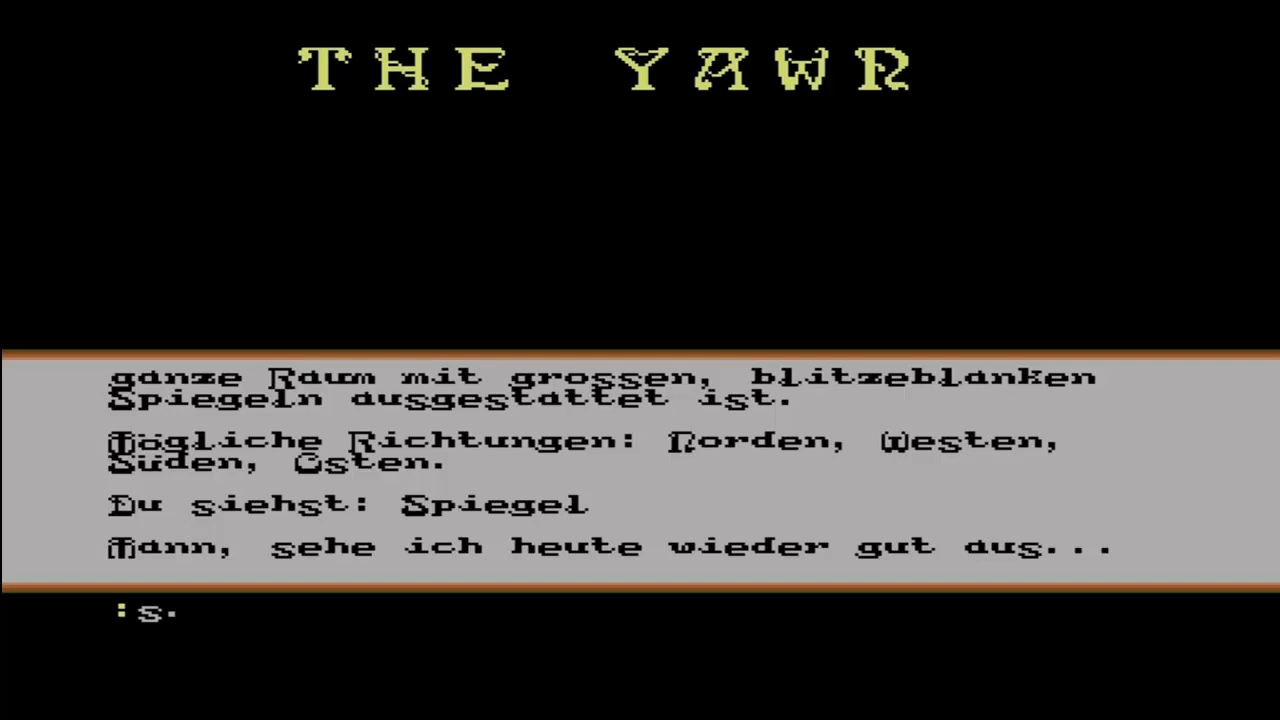 THE YAWR
ganze Raum mit grossen, blitzeblanken
Spiegeln ausgestattet ist.
Mögliche Richtungen: Norden, Westen,
Süden, Osten.
Du siehst: Spiegel
Mann, sehe ich heute wieder gut aus...
:s.